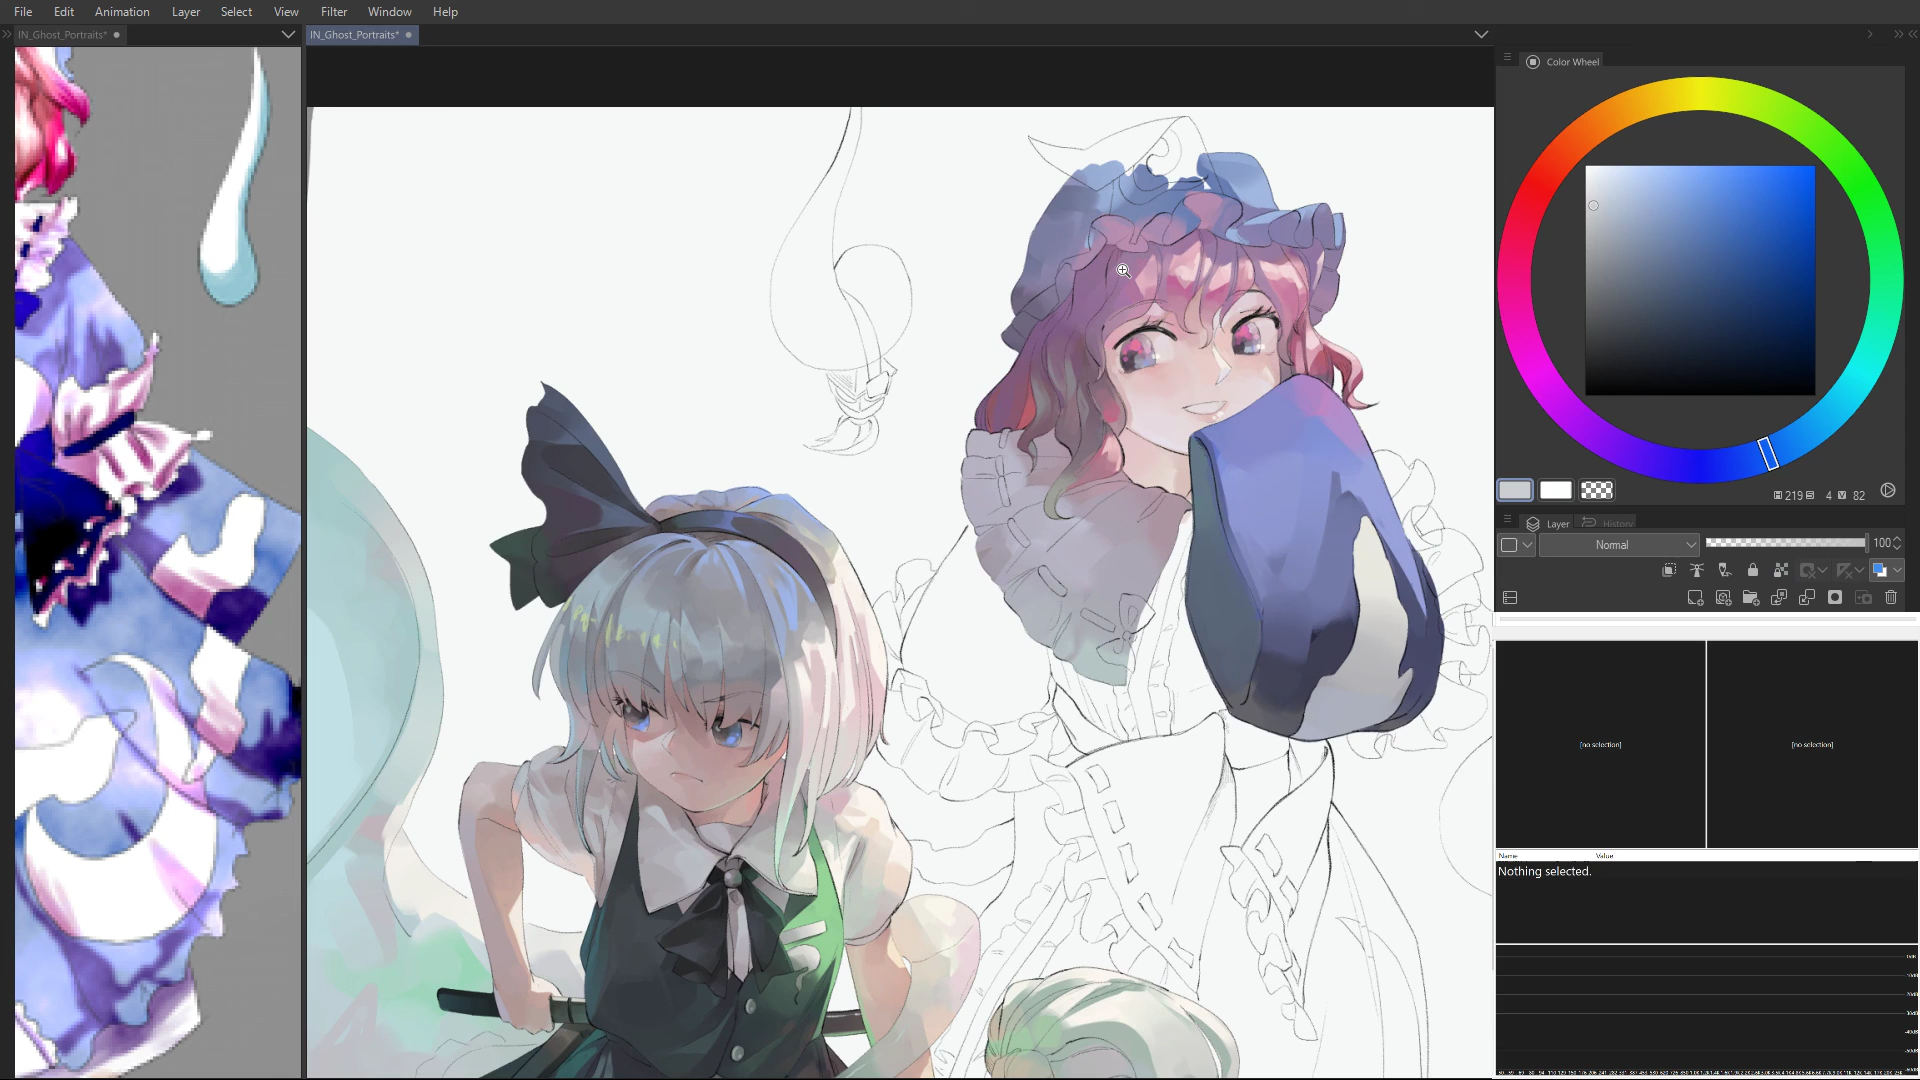 File Edit Animation Layer Select View Filter Window Help
IN_Ghost_Portraits*
IN_Ghost_Portraits*
Color Wheel
H 219 S 4 V 82
Layer History
Normal 100
[no selection] [no selection]
Name Value
Nothing selected.